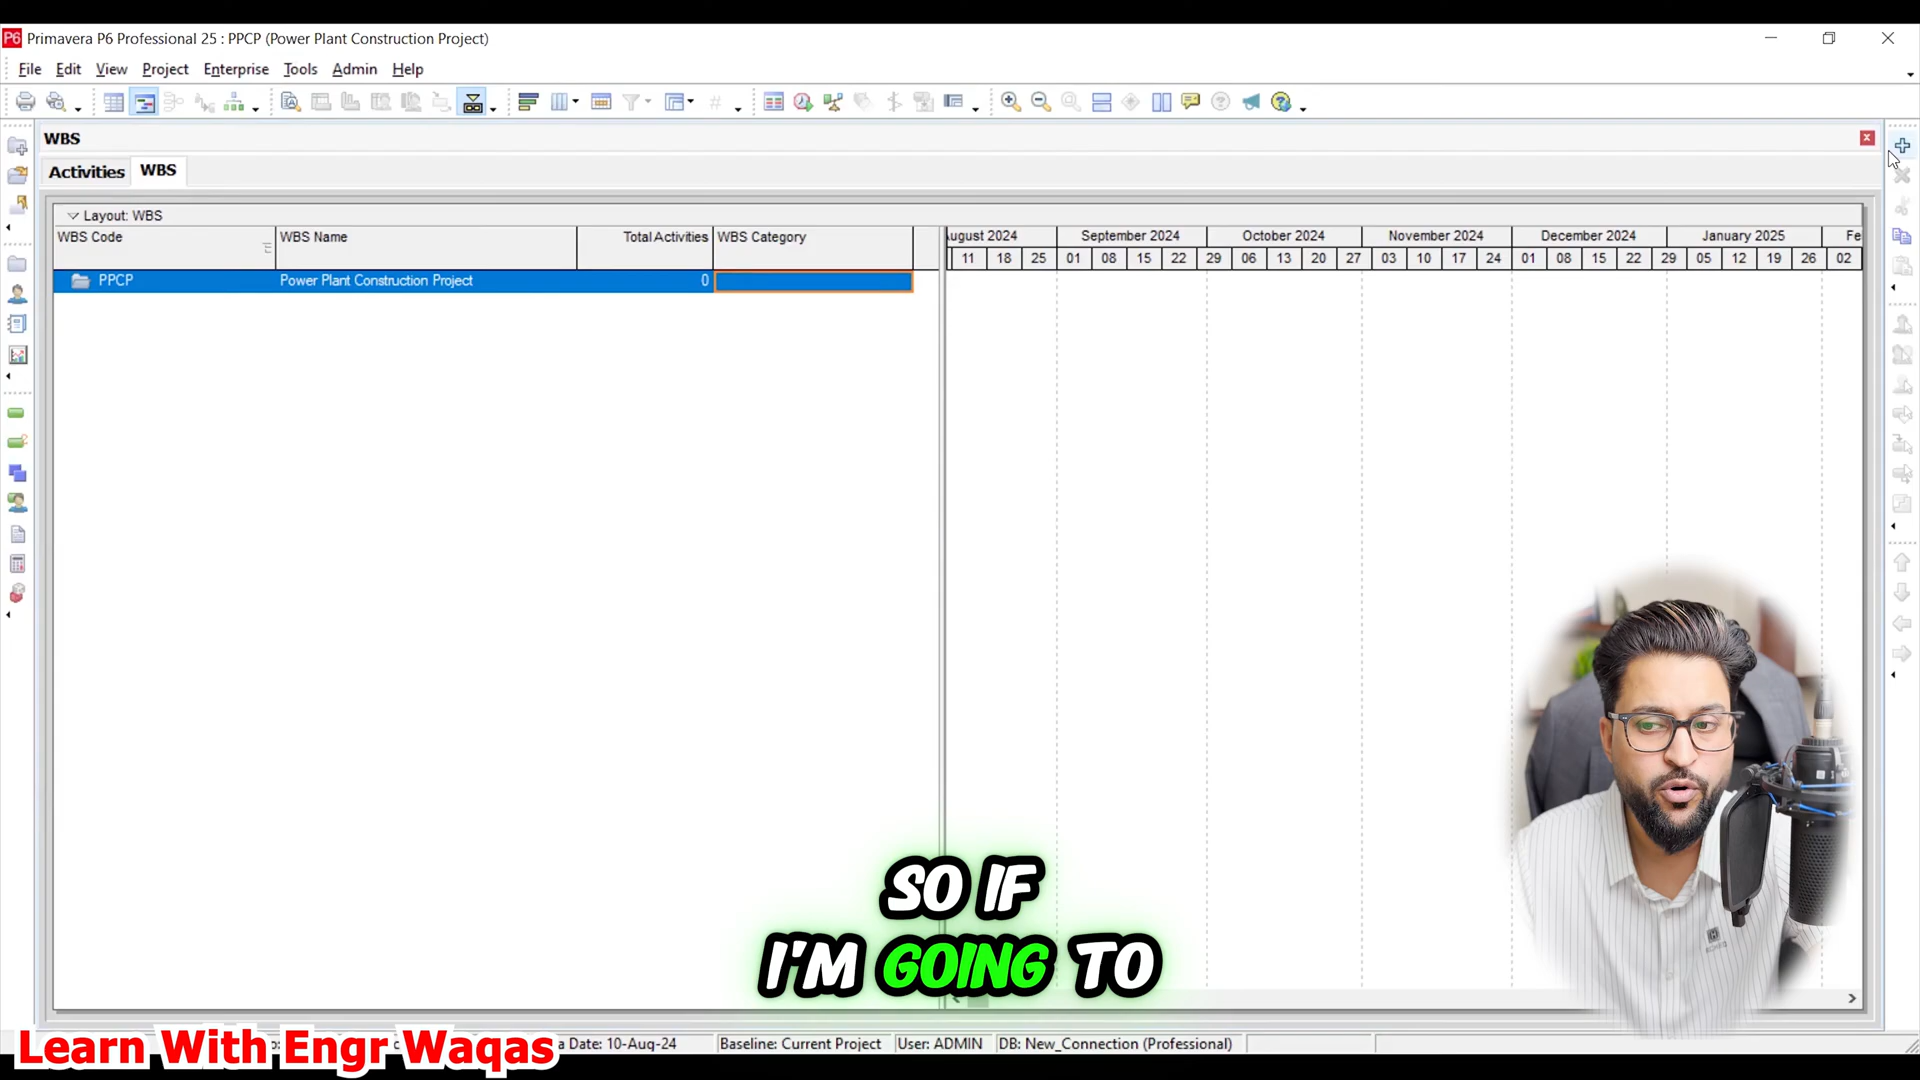 P6 Primavera P6 Professional 25 : PPCP (Power Plant Construction Project)
File Edit View Project Enterprise Tools Admin Help
WBS
Activities WBS
Layout: WBS
WBS Code WBS Name Total Activities WBS Category
ugust 2024 September 2024 October 2024 November 2024 December 2024 January 2025 Fe
11 18 25 01 08 15 22 29 06 13 20 27 03 10 17 24 01 08 15 22 29 05 12 19 26 02
PPCP Power Plant Construction Project 0
SO IF
I'M GOING TO
Learn With Engr Waqas
a Date: 10-Aug-24 Baseline: Current Project User: ADMIN DB: New_Connection (Professional)